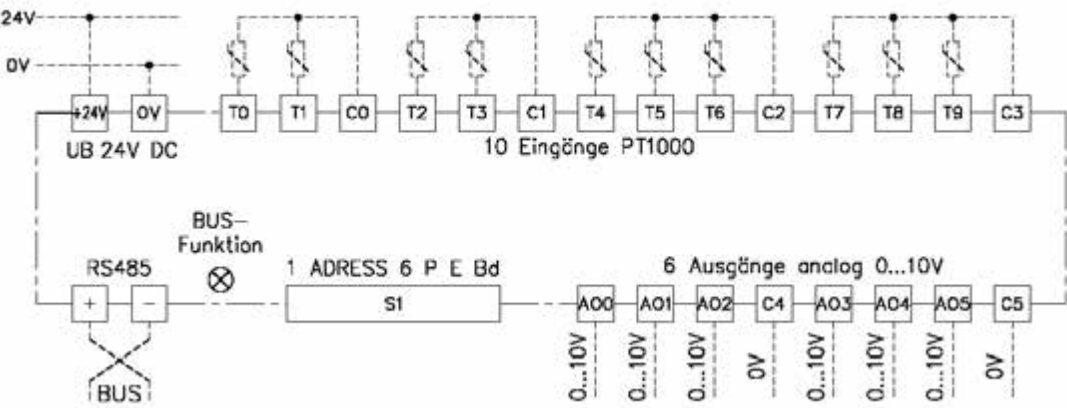 24V
0V
+24V 0V T0 T1 C0 T2 T3 C1 T4 T5 T6 C2 T7 T8 T9 C3
UB 24V DC
10 Eingänge PT1000
BUS-
Funktion
RS485
1 ADRESS 6 P E Bd
6 Ausgänge analog 0...10V
+ − S1 AO0 AO1 AO2 C4 AO3 AO4 AO5 C5
0...10V 0...10V 0...10V 0V 0...10V 0...10V 0...10V 0V
BUS